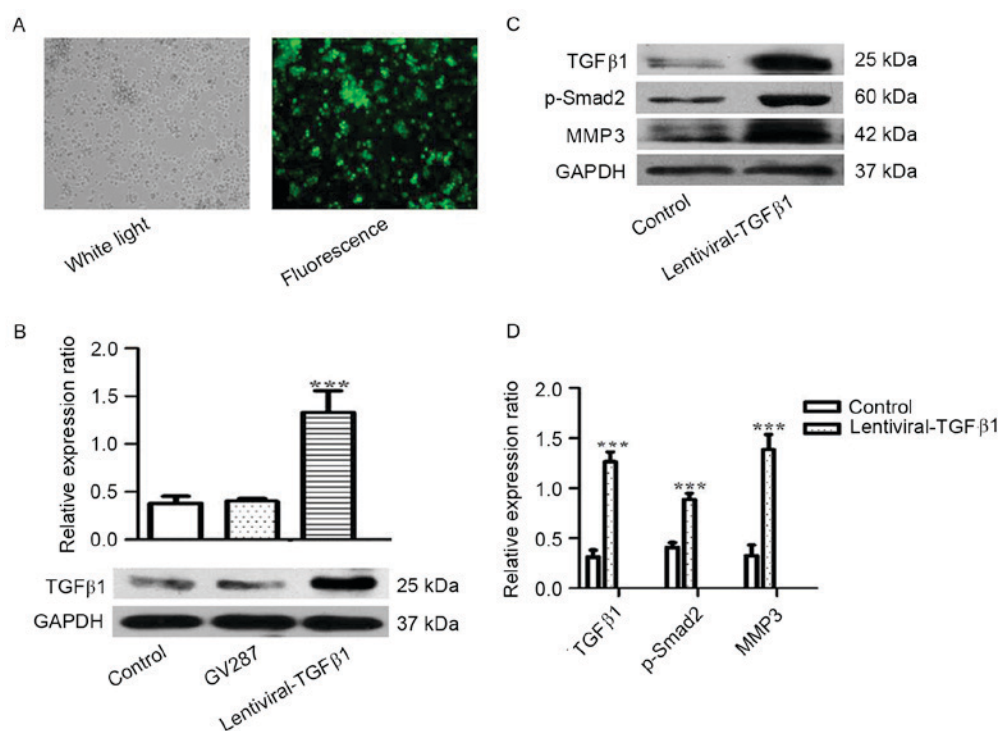 A
White light
Fluorescence
B
Relative expression ratio
2.0
1.5
1.0
0.5
0.0
***
TGFβ1
25 kDa
GAPDH
37 kDa
Control
GV287
Lentiviral-TGFβ1
C
TGFβ1
25 kDa
p-Smad2
60 kDa
MMP3
42 kDa
GAPDH
37 kDa
Control
Lentiviral-TGFβ1
D
Relative expression ratio
2.0
1.5
1.0
0.5
0.0
***
***
***
Control
Lentiviral-TGFβ1
TGFβ1
p-Smad2
MMP3